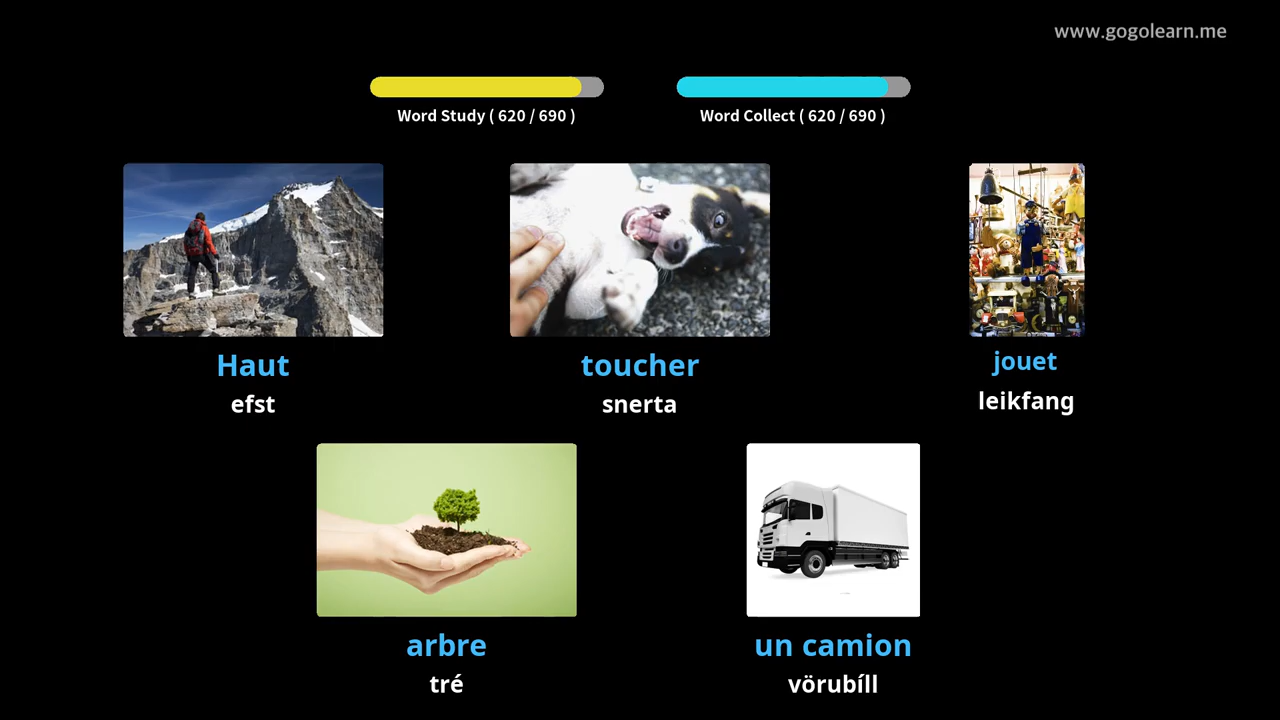 www.gogolearn.me
Word Study ( 620 / 690 )
Word Collect ( 620 / 690 )
Haut
efst
toucher
snerta
jouet
leikfang
arbre
tré
un camion
vörubíll